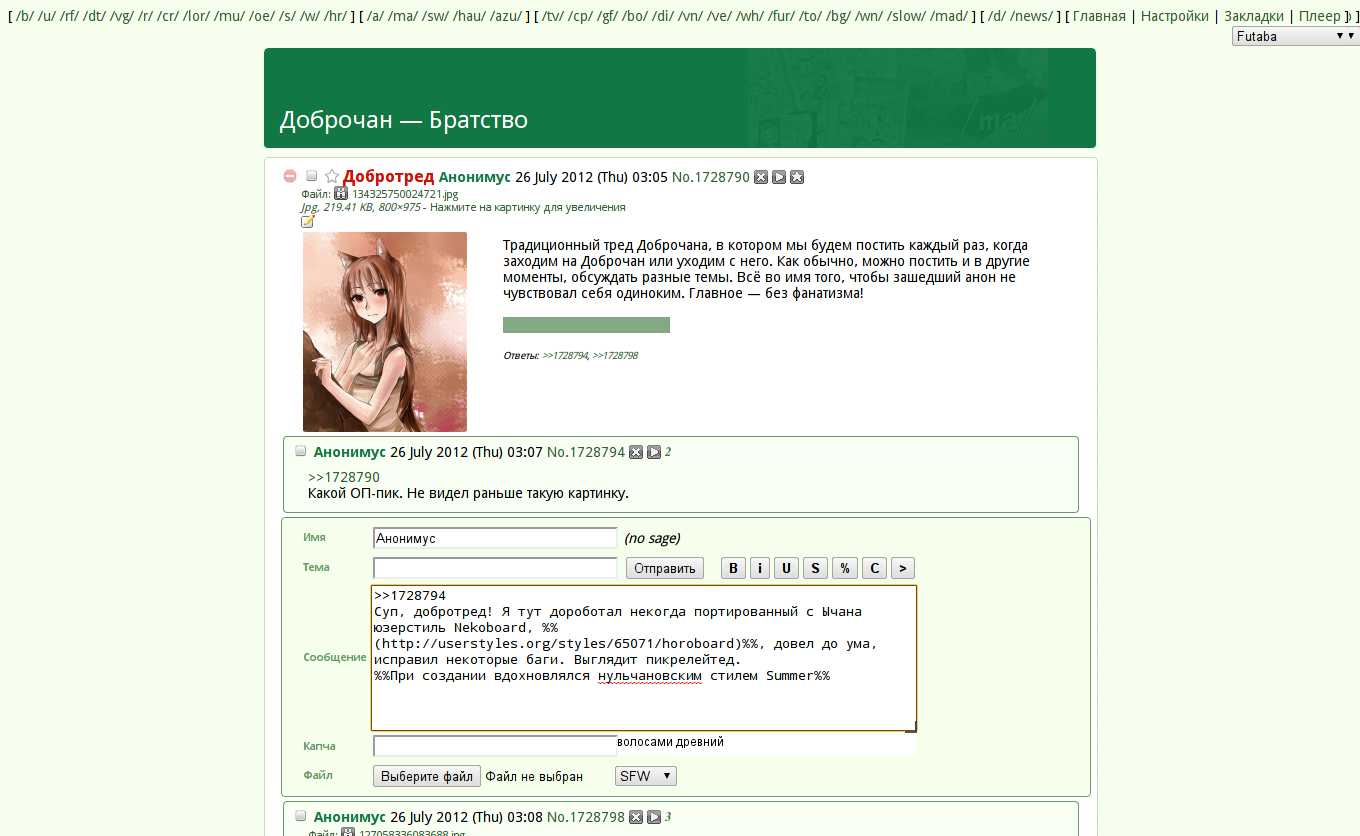 [ /b/ /u/ /rf/ /dt/ /vg/ /r/ /cr/ /lor/ /mu/ /oe/ /s/ /w/ /hr/ ] [ /a/ /ma/ /sw/ /hau/ /azu/ ] [ /tv/ /cp/ /gf/ /bo/ /di/ /vn/ /ve/ /wh/ /fur/ /to/ /bg/ /wn/ /slow/ /mad/ ] [ /d/ /news/ ] [ Главная | Настройки | Закладки | Плеер ]
Futaba
Доброчан — Братство
/ma/
Добротред Анонимус 26 July 2012 (Thu) 03:05 No.1728790
Файл: 134325750024721.jpg
Jpg, 219.41 KB, 800×975 - Нажмите на картинку для увеличения
Традиционный тред Доброчана, в котором мы будем постить каждый раз, когда
заходим на Доброчан или уходим с него. Как обычно, можно постить и в другие
моменты, обсуждать разные темы. Всё во имя того, чтобы зашедший анон не
чувствовал себя одиноким. Главное — без фанатизма!
Ответы: >>1728794, >>1728798
Анонимус 26 July 2012 (Thu) 03:07 No.1728794 2
>>1728790
Какой ОП-пик. Не видел раньше такую картинку.
Имя Анонимус (no sage)
Тема Отправить B i U S % C >
Сообщение
>>1728794
Суп, добротред! Я тут дороботал некогда портированный с Ычана
юзерстиль Nekoboard, %%
(http://userstyles.org/styles/65071/horoboard)%%, довел до ума,
исправил некоторые баги. Выглядит пикрелейтед.
%%При создании вдохновлялся нульчановским стилем Summer%%
Капча волосами древний
Файл Выберите файл Файл не выбран SFW
Анонимус 26 July 2012 (Thu) 03:08 No.1728798 3
Файл: 127058336083688.jpg